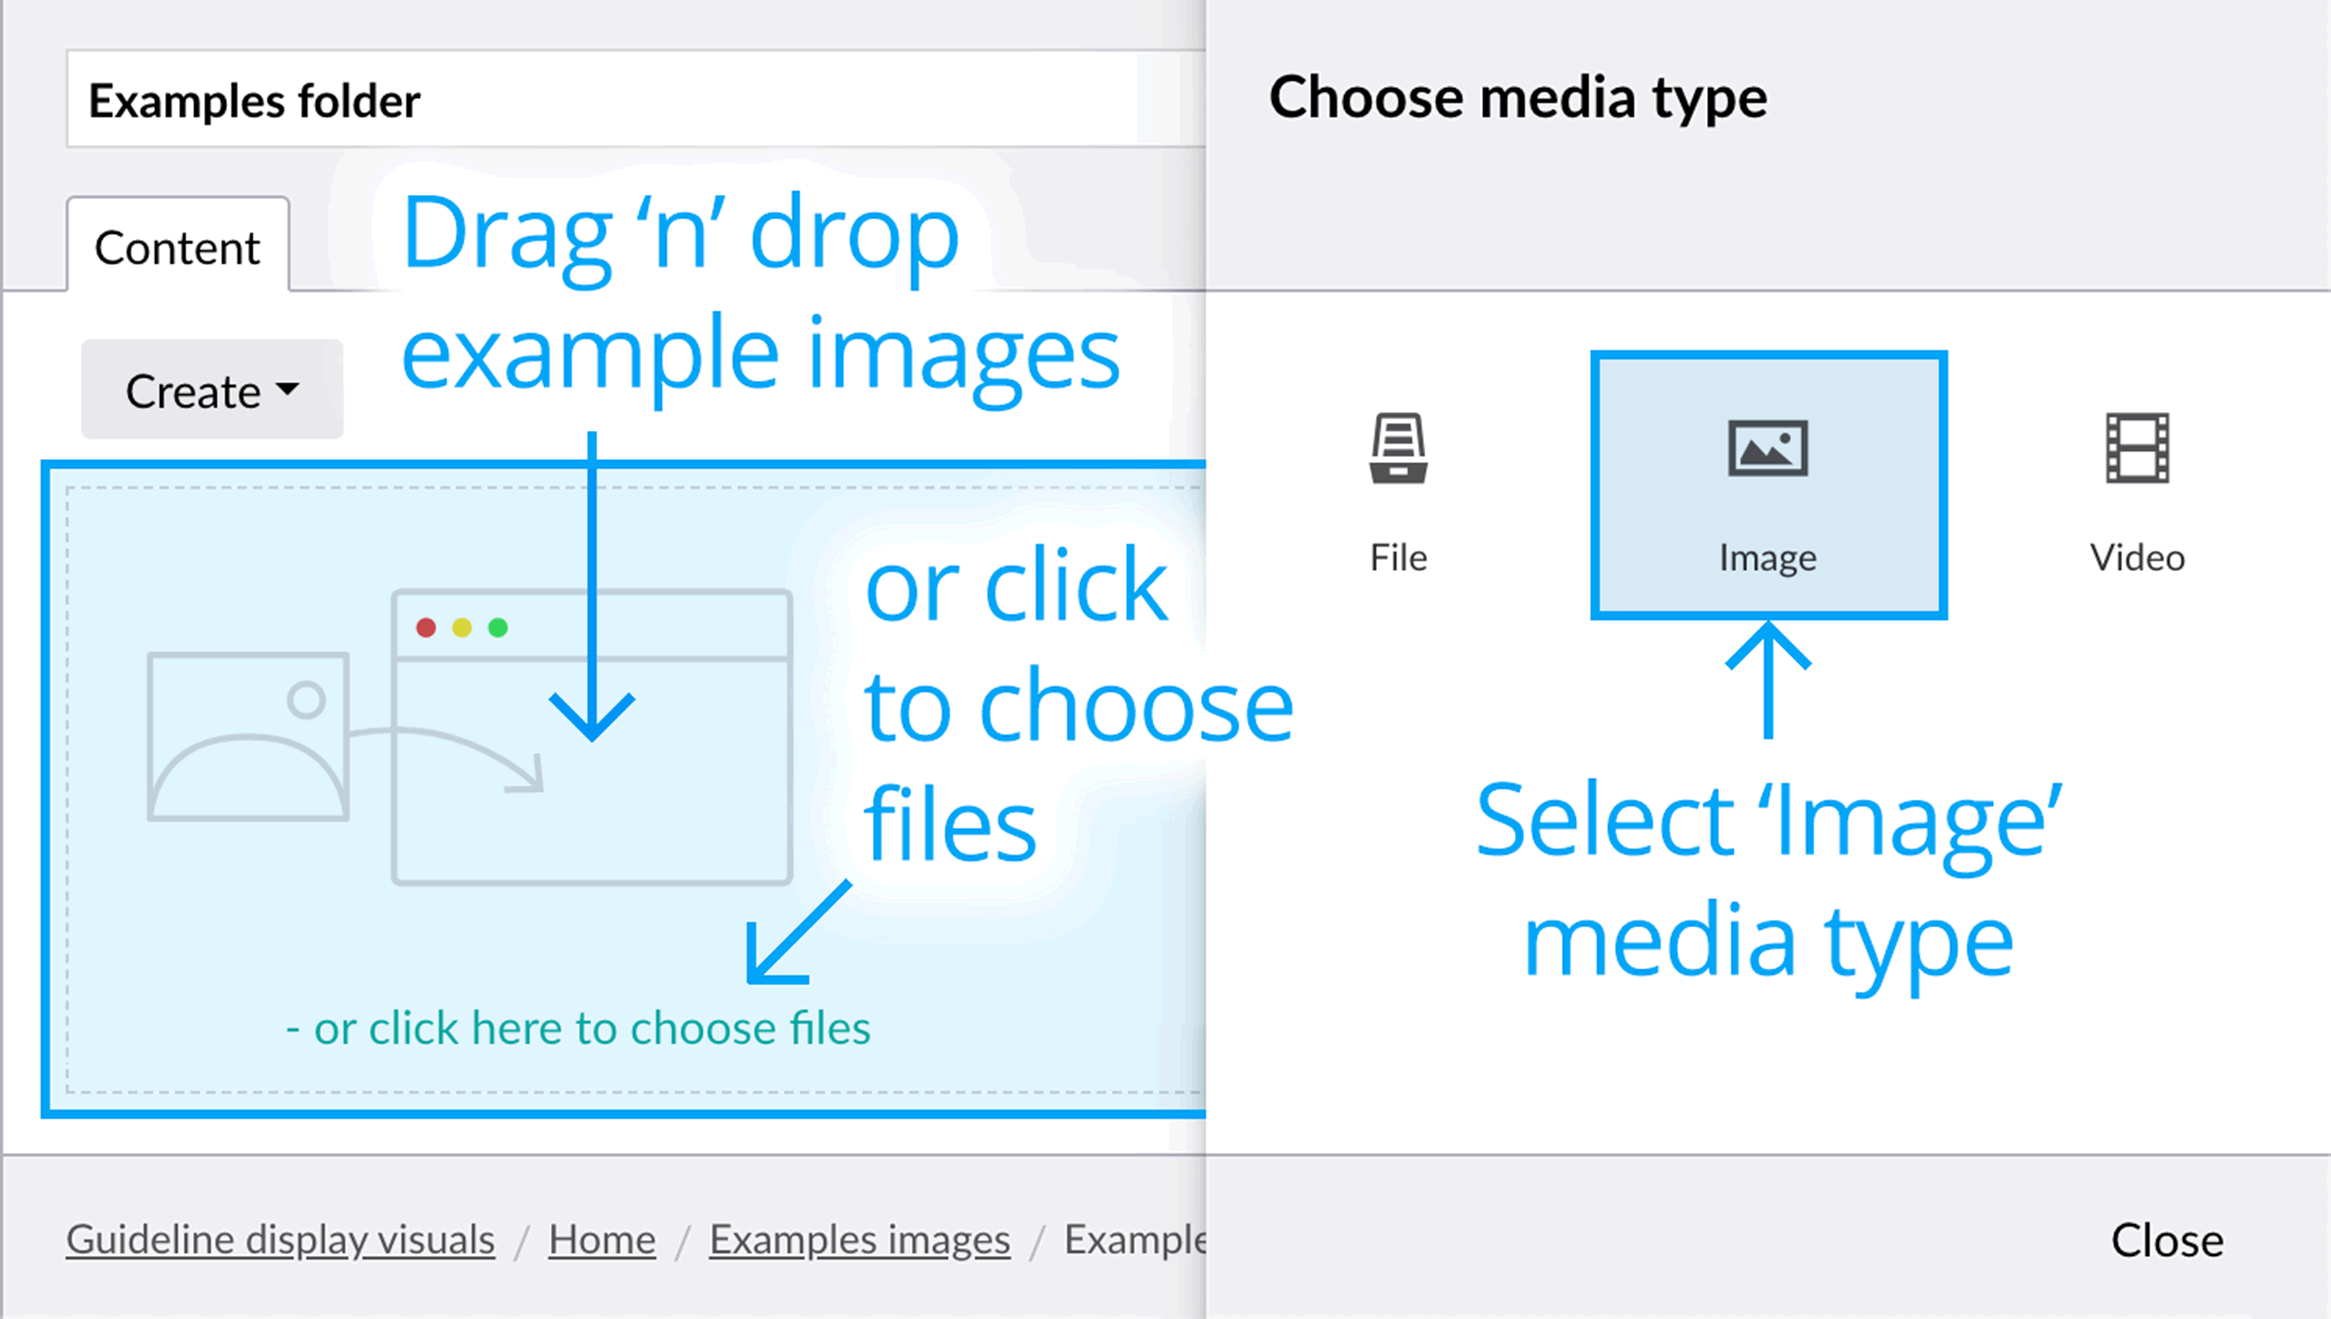 Examples folder
Content
Create
Drag ‘n’ drop
example images
or click
to choose
files
- or click here to choose files
Guideline display visuals / Home / Examples images / Example
Choose media type
File
Image
Video
Select ‘Image’
media type
Close